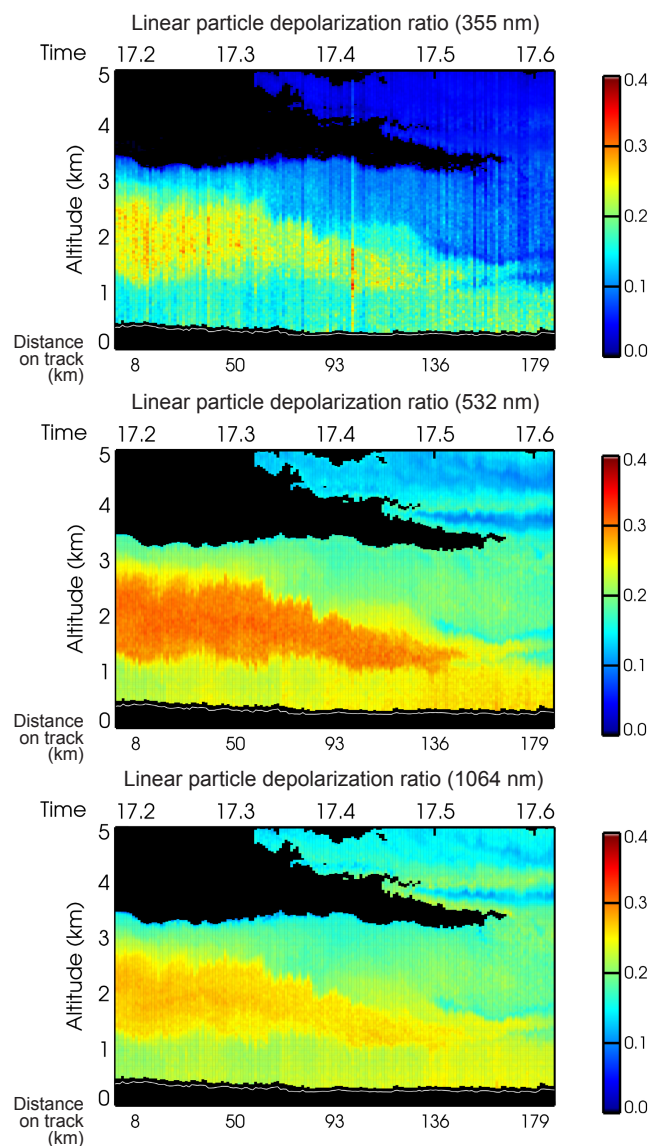 Linear particle depolarization ratio (355 nm)
Time 17.2 17.3 17.4 17.5 17.6
5
4
3
2
1
0
Altitude (km)
0.4
0.3
0.2
0.1
0.0
Distance
on track
(km)
8 50 93 136 179
Linear particle depolarization ratio (532 nm)
Time 17.2 17.3 17.4 17.5 17.6
5
4
3
2
1
0
Altitude (km)
0.4
0.3
0.2
0.1
0.0
Distance
on track
(km)
8 50 93 136 179
Linear particle depolarization ratio (1064 nm)
Time 17.2 17.3 17.4 17.5 17.6
5
4
3
2
1
0
Altitude (km)
0.4
0.3
0.2
0.1
0.0
Distance
on track
(km)
8 50 93 136 179